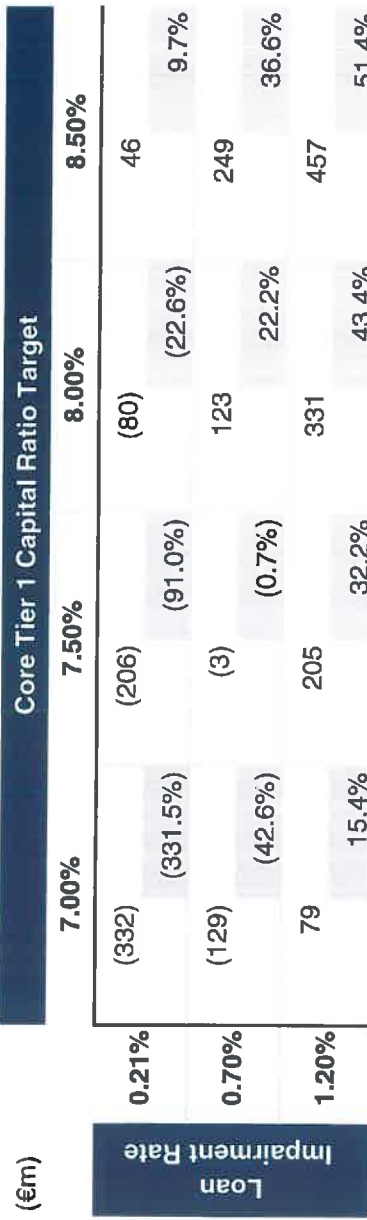 (€m)
Core Tier 1 Capital Ratio Target
7.00% 7.50% 8.00% 8.50%
Loan Impairment Rate
0.21% (332) (206) (80) 46
(331.5%) (91.0%) (22.6%) 9.7%
0.70% (129) (3) 123 249
(42.6%) (0.7%) 22.2% 36.6%
1.20% 79 205 331 457
15.4% 32.2% 43.4% 51.4%